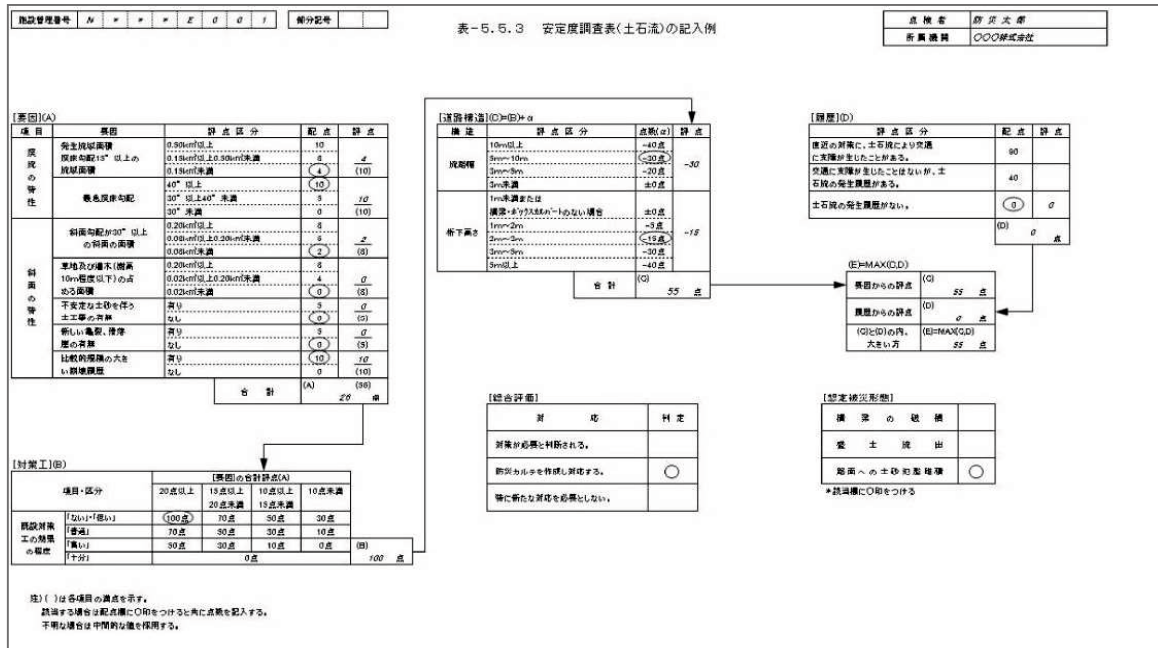 施設管理番号 N * * * E 0 0 1 部分記号
表-5.5.3 安定度調査表(土石流)の記入例
点検者 防災太郎
所属機関 〇〇〇株式会社
[要因](A)
項目 要因 評点区分 配点 評点
渓流の特性
発生流域面積
渓床勾配15°以上の
流域面積
0.50km²以上 10
0.15km²以上0.50km²未満 6 4
0.15km²未満 4 (10)
最急渓床勾配
40°以上 10
30°以上40°未満 5 10
30°未満 0 (10)
斜面の特性
斜面勾配が30°以上
の斜面の面積
0.20km²以上 8
0.08km²以上0.20km²未満 5 2
0.08km²未満 2 (8)
草地及び潅木(樹高
10m程度以下)の占
める面積
0.20km²以上 8
0.02km²以上0.20km²未満 4 0
0.02km²未満 0 (8)
不安定な土砂を伴う
土工事の有無
有り 5 0
なし 0 (5)
新しい亀裂、滑落
崖の有無
有り 5 0
なし 0 (5)
比較的規模の大き
い崩壊履歴
有り 10 10
なし 0 (10)
合計 (A) (56)
26 点
[対策工](B)
項目・区分 [要因]の合計評点(A)
20点以上 15点以上 10点以上 10点未満
20点未満 15点未満
既設対策
工の効果
の程度
「ない」・「低い」 100点 70点 50点 30点
「普通」 70点 50点 30点 10点
「高い」 50点 30点 10点 0点 (B)
「十分」 0点 100 点
注)( )は各項目の満点を示す。
該当する場合は配点欄に〇印をつけると共に点数を記入する。
不明な場合は中間的な値を採用する。
[道路構造](C)=(B)+α
構造 評点区分 点数(α) 評点
流路幅
10m以上 -40点
5m～10m -30点 -30
3m～5m -20点
3m未満 ±0点
桁下高さ
1m未満または
橋梁・ボックスカルバートのない場合 ±0点
1m～2m -5点 -15
2m～3m -15点
3m～5m -30点
5m以上 -40点
合計 (C)
55 点
[履歴](D)
評点区分 配点 評点
直近の対策後に、土石流により交通
に支障が生じたことがある。 90
交通に支障が生じたことはないが、土
石流の発生履歴がある。 40
土石流の発生履歴がない。 0 0
(D)
0 点
(E)=MAX(C,D)
要因からの評点 (C)
55 点
履歴からの評点 (D)
0 点
(C)と(D)の内、 (E)=MAX(C,D)
大きい方 55 点
[総合評価]
対応 判定
対策が必要と判断される。
防災カルテを作成し対応する。 〇
特に新たな対応を必要としない。
[想定被災形態]
橋梁の破損
盛土流出
路面への土砂氾濫堆積 〇
*該当欄に〇印をつける